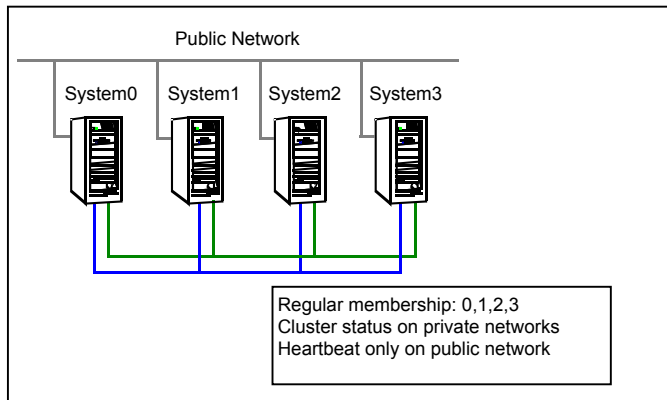 Public Network
System0 System1 System2 System3
Regular membership: 0,1,2,3
Cluster status on private networks
Heartbeat only on public network